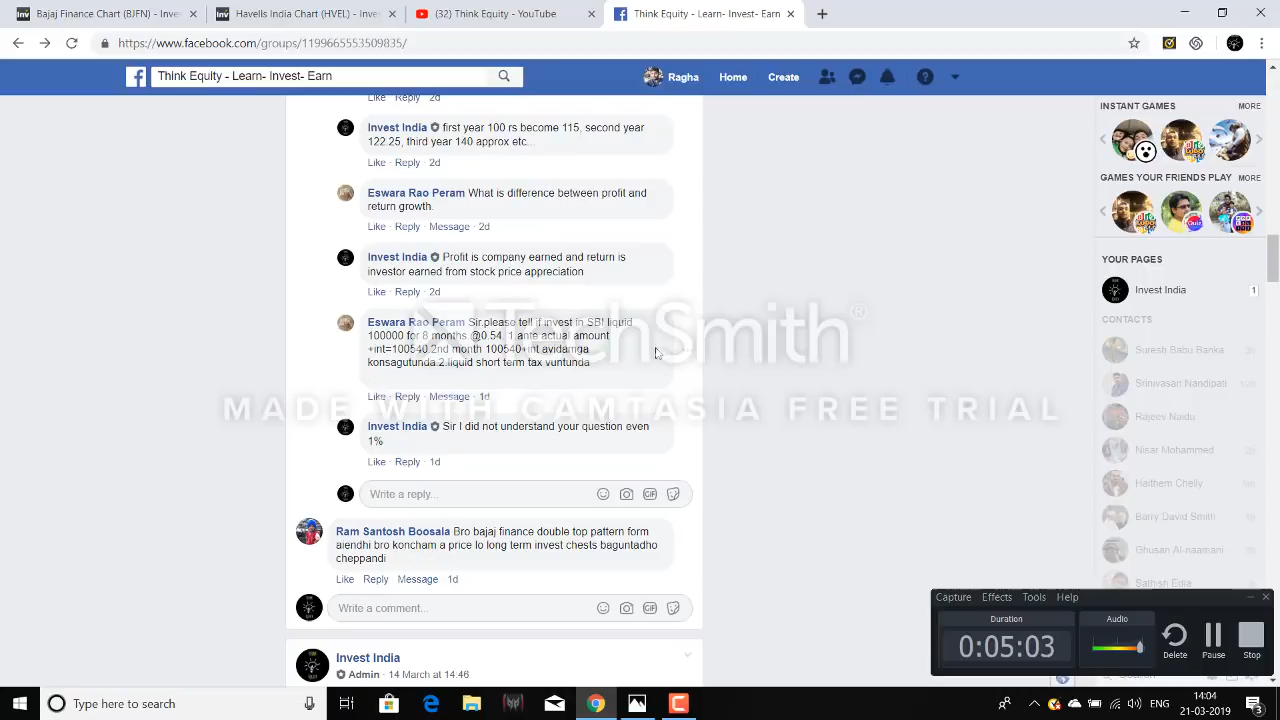 Bajaj Finance Chart (BJFN) - Inves
Havells India Chart (HVEL) - Inves
(32) Think Equity - YouTube
Think Equity - Learn- Invest- Earn
https://www.facebook.com/groups/1199665553509835/
Think Equity - Learn- Invest- Earn
Ragha
Home
Create
Like · Reply · 2d
Invest India first year 100 rs become 115, second year
122.25, third year 140 approx etc...
Like · Reply · 2d
Eswara Rao Peram What is difference between profit and
return growth.
Like · Reply · Message · 2d
Invest India Profit is company earned and return is
investor earned from stock price appreciation
Like · Reply · 2d
Eswara Rao Peram Sir,please tell if invest in SBI liquid
100000 for 8 months @0.54, 1,ante actual amount
+int=100540,2nd month 100540+int avidamga
konsagutunda 2.liquid short term tax vuntunda
Like · Reply · Message · 1d
Invest India Sir I did not understand your question even
1%
Like · Reply · 1d
Write a reply...
Ram Santosh Boosala Bro bajaj finance double top pattern form
aiendhi bro koncham a price lo long term invest chests baguntadho
cheppandi
Like · Reply · Message · 1d
Write a comment...
Invest India
Admin · 14 March at 14:46
INSTANT GAMES
MORE
GAMES YOUR FRIENDS PLAY
MORE
YOUR PAGES
Invest India
1
CONTACTS
Suresh Babu Banka
Srinivasan Nandipati
Rajeev Naidu
Nisar Mohammed
Haithem Chelly
Barry David Smith
Ghusan Al-naamani
Sathish Edia
TechSmith®
MADE WITH CAMTASIA FREE TRIAL
Capture
Effects
Tools
Help
Duration
0:05:03
Audio
Delete
Pause
Stop
Type here to search
ENG
14:04
21-03-2019
3